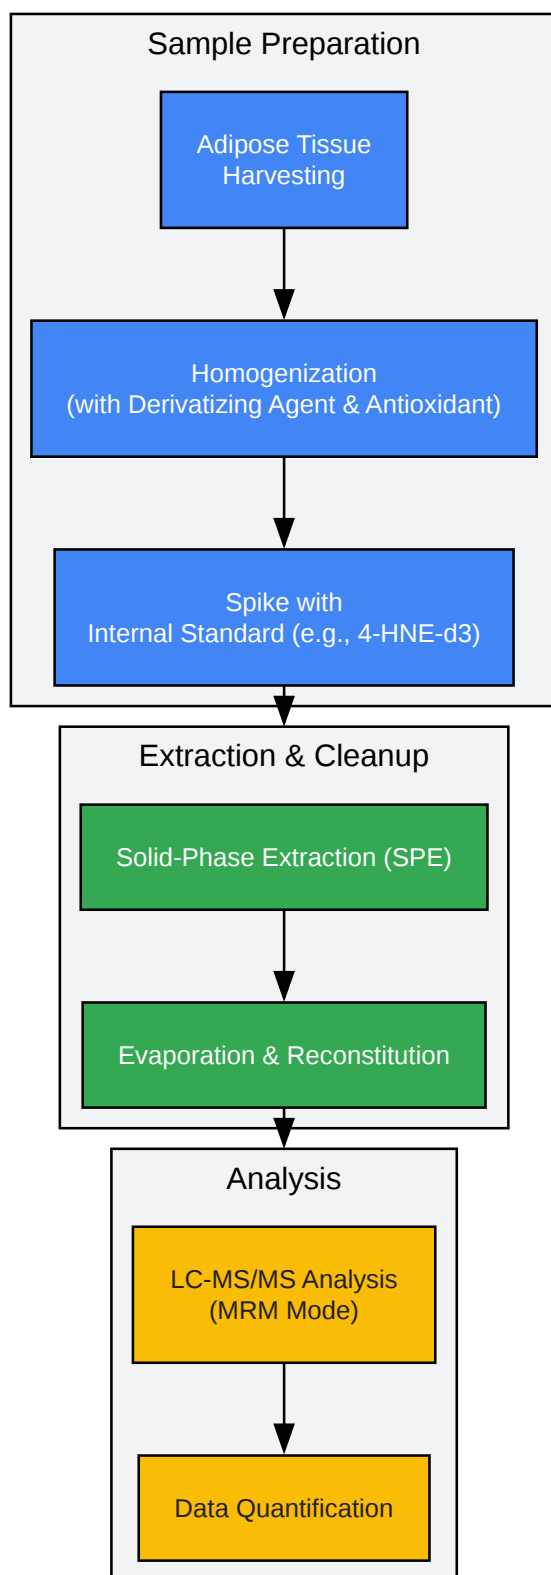 Sample Preparation
Adipose Tissue
Harvesting
Homogenization
(with Derivatizing Agent & Antioxidant)
Spike with
Internal Standard (e.g., 4-HNE-d3)
Extraction & Cleanup
Solid-Phase Extraction (SPE)
Evaporation & Reconstitution
Analysis
LC-MS/MS Analysis
(MRM Mode)
Data Quantification